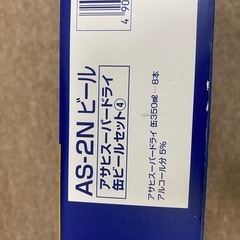 AS-2N ビール
アサヒスーパードライ
缶ビールセット④
アサヒスーパードライ 缶350ml…8本
アルコール分 5%
490